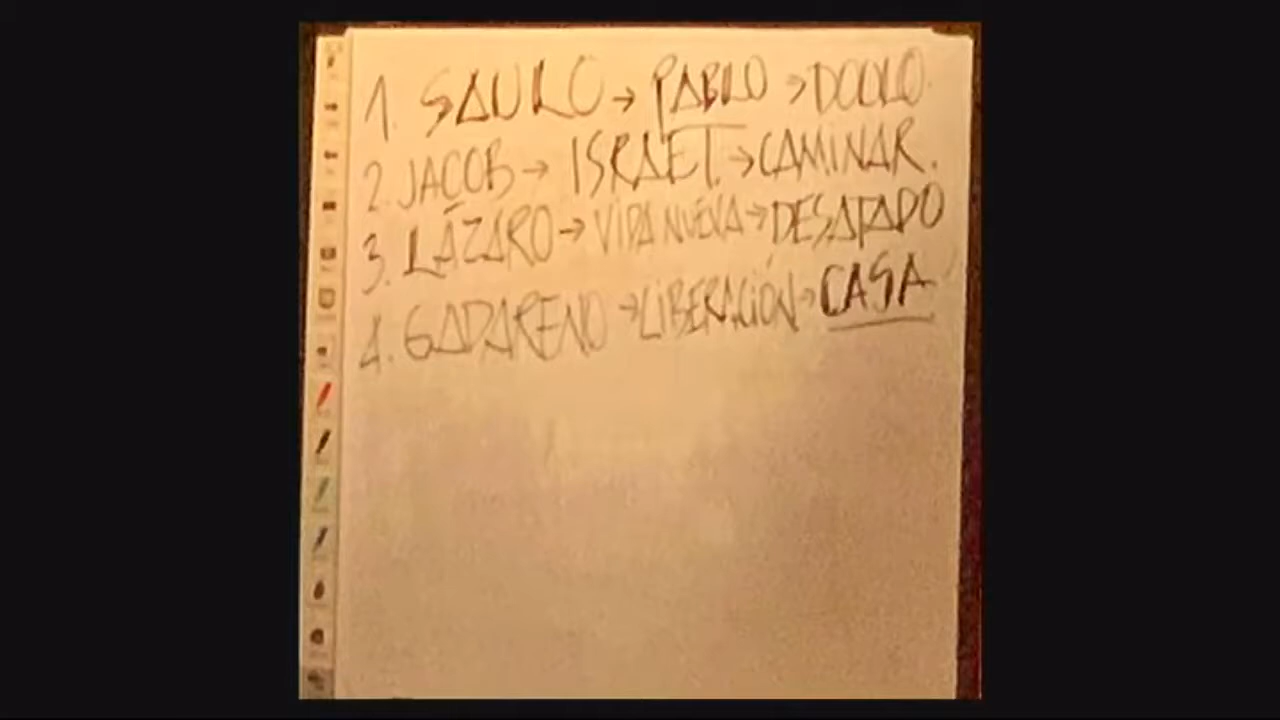 1. SAULO → PABLO → DOULO.
2. JACOB → ISRAEL. → CAMINAR.
3. LÁZARO → VIDA NUEVA → DESATADO
4. GADARENO → LIBERACIÓN → CASA